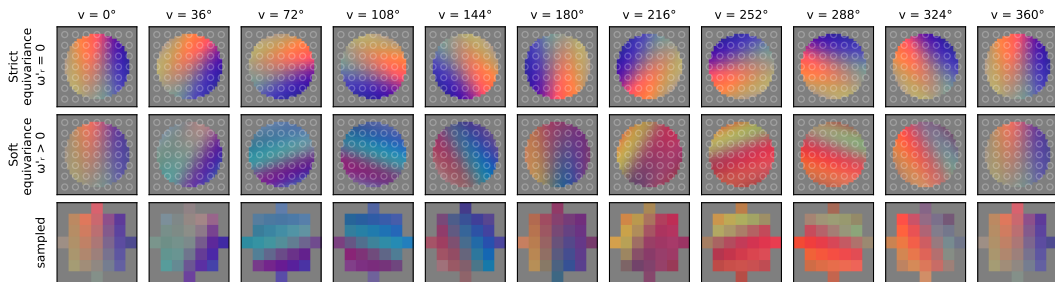 v = 0° v = 36° v = 72° v = 108° v = 144° v = 180° v = 216° v = 252° v = 288° v = 324° v = 360°
Strict
equivariance
ω'ᵣ = 0
Soft
equivariance
ω'ᵣ > 0
sampled